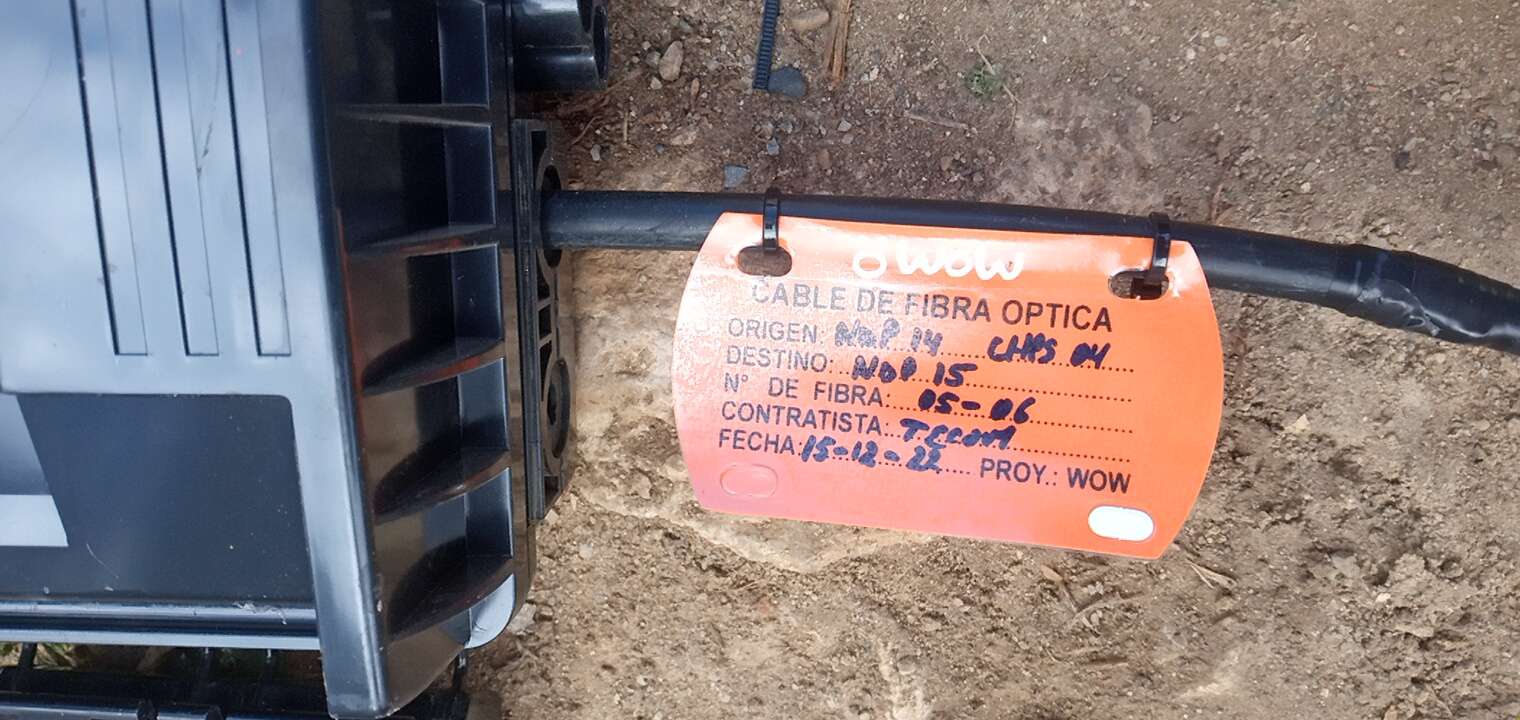 wow
CABLE DE FIBRA OPTICA
ORIGEN: NAP 14 CHPS 04
DESTINO: NAP 15
N° DE FIBRA: 05-06
CONTRATISTA: TECOM
FECHA: 15-12-22 PROY.: WOW